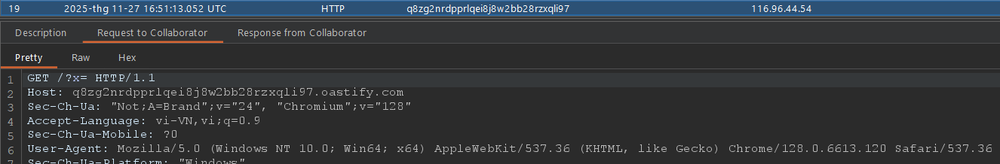 19 2025-thg 11-27 16:51:13.052 UTC HTTP q8zg2nrdpprlqei8j8w2bb28rzxqli97 116.96.44.54
Description Request to Collaborator Response from Collaborator
Pretty Raw Hex
1 GET /?x= HTTP/1.1
2 Host: q8zg2nrdpprlqei8j8w2bb28rzxqli97.oastify.com
3 Sec-Ch-Ua: "Not;A=Brand";v="24", "Chromium";v="128"
4 Accept-Language: vi-VN,vi;q=0.9
5 Sec-Ch-Ua-Mobile: ?0
6 User-Agent: Mozilla/5.0 (Windows NT 10.0; Win64; x64) AppleWebKit/537.36 (KHTML, like Gecko) Chrome/128.0.6613.120 Safari/537.36
7 Sec-Ch-Ua-Platform: "Windows"